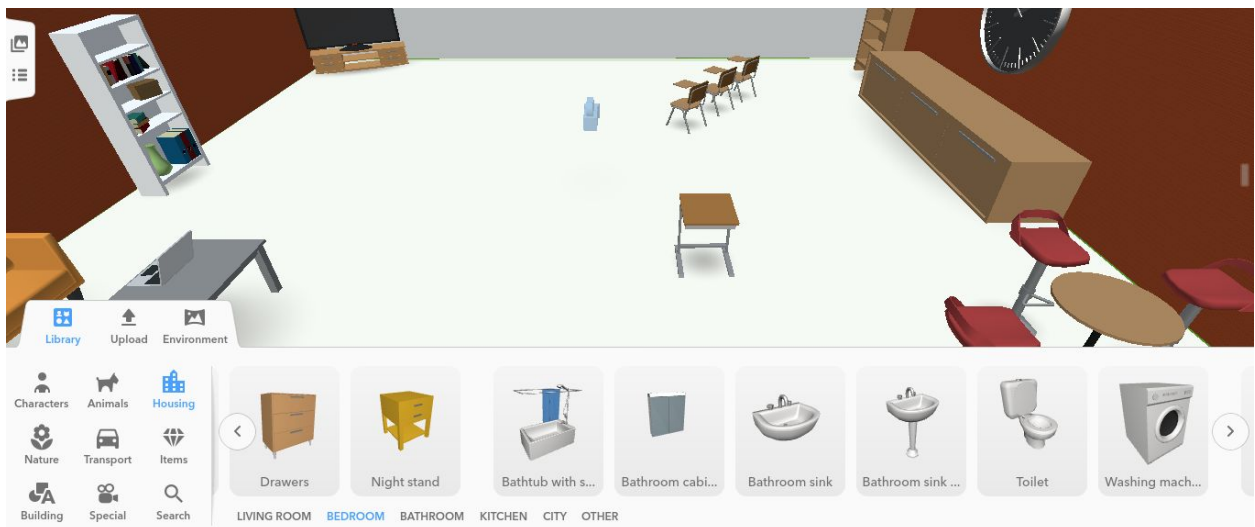 Library Upload Environment
Characters Animals Housing
Nature Transport Items
Building Special Search
Drawers Night stand Bathtub with s... Bathroom cabi... Bathroom sink Bathroom sink ... Toilet Washing mach...
LIVING ROOM BEDROOM BATHROOM KITCHEN CITY OTHER